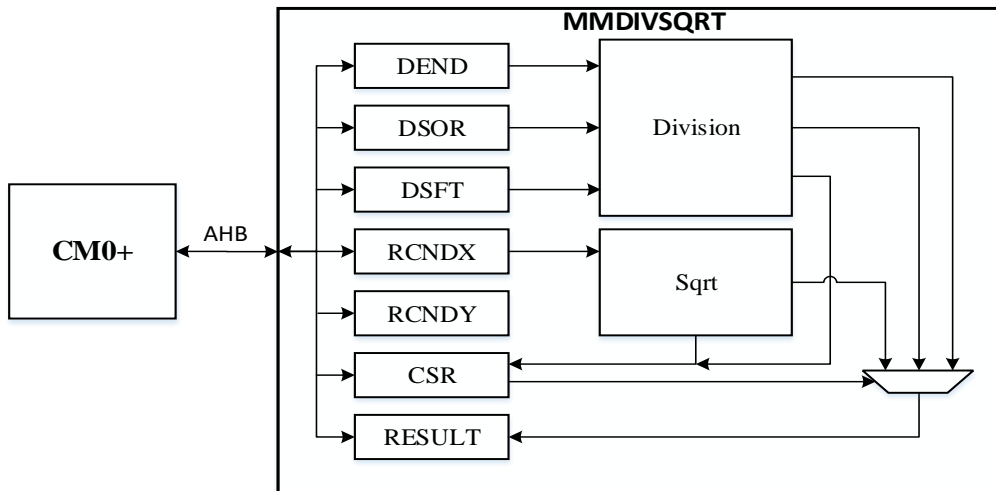 MMDIVSQRT
DEND
DSOR
Division
DSFT
CM0+
AHB
RCNDX
Sqrt
RCNDY
CSR
RESULT